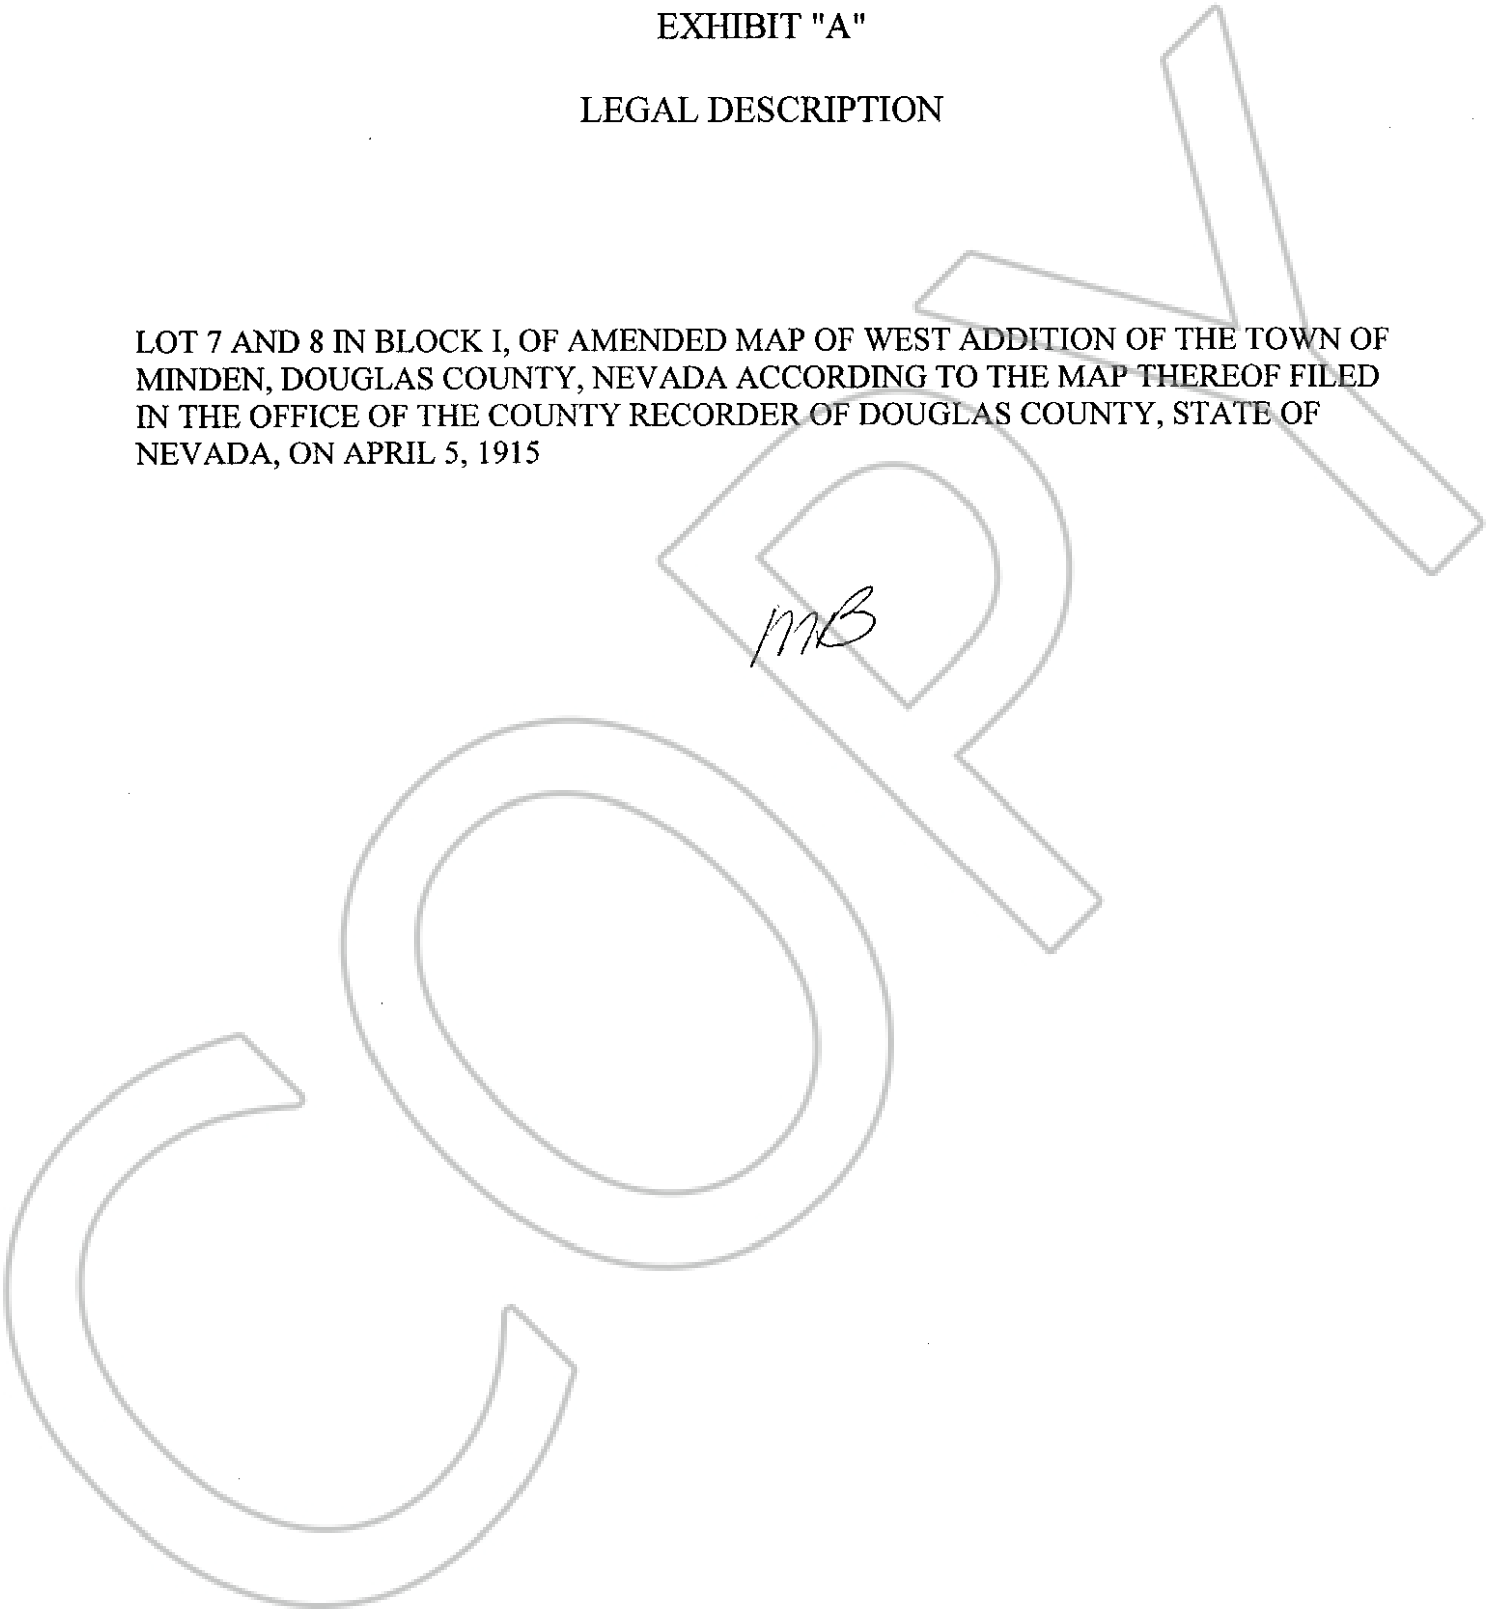 EXHIBIT "A"
LEGAL DESCRIPTION
LOT 7 AND 8 IN BLOCK I, OF AMENDED MAP OF WEST ADDITION OF THE TOWN OF
MINDEN, DOUGLAS COUNTY, NEVADA ACCORDING TO THE MAP THEREOF FILED
IN THE OFFICE OF THE COUNTY RECORDER OF DOUGLAS COUNTY, STATE OF
NEVADA, ON APRIL 5, 1915
MB
COPY